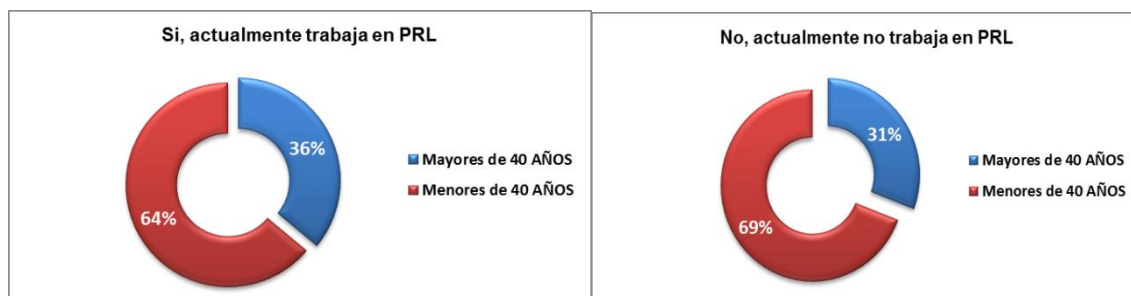 Si, actualmente trabaja en PRL
36%
64%
Mayores de 40 AÑOS
Menores de 40 AÑOS
No, actualmente no trabaja en PRL
31%
69%
Mayores de 40 AÑOS
Menores de 40 AÑOS